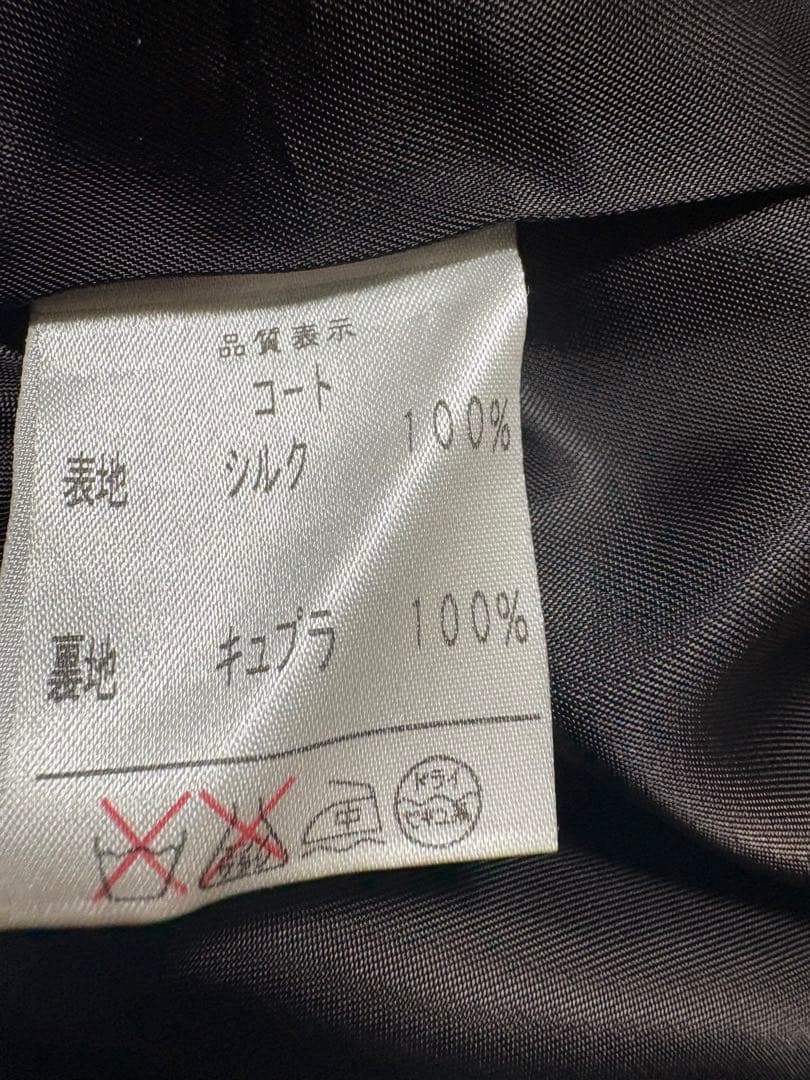 品質表示
コート
表地 シルク 100%
裏地 キュプラ 100%
中 ドライ